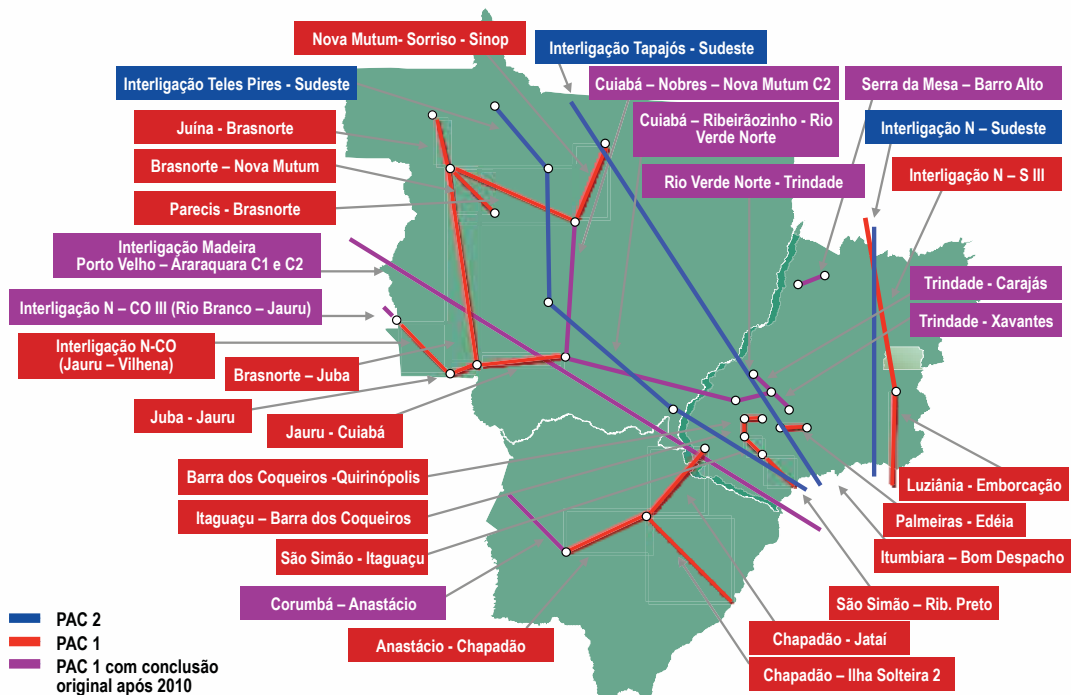 Nova Mutum- Sorriso - Sinop
Interligação Tapajós - Sudeste
Interligação Teles Pires - Sudeste
Cuiabá – Nobres – Nova Mutum C2
Serra da Mesa – Barro Alto
Juína - Brasnorte
Cuiabá – Ribeirãozinho - Rio
Verde Norte
Interligação N – Sudeste
Brasnorte – Nova Mutum
Rio Verde Norte - Trindade
Interligação N – S III
Parecis - Brasnorte
Interligação Madeira
Porto Velho – Araraquara C1 e C2
Trindade - Carajás
Interligação N – CO III (Rio Branco – Jauru)
Trindade - Xavantes
Interligação N-CO
(Jauru – Vilhena)
Brasnorte – Juba
Juba - Jauru
Jauru - Cuiabá
Barra dos Coqueiros -Quirinópolis
Luziânia – Emborcação
Itaguaçu – Barra dos Coqueiros
Palmeiras - Edéia
São Simão - Itaguaçu
Itumbiara – Bom Despacho
Corumbá – Anastácio
São Simão – Rib. Preto
Anastácio - Chapadão
Chapadão - Jataí
Chapadão – Ilha Solteira 2
PAC 2
PAC 1
PAC 1 com conclusão
original após 2010